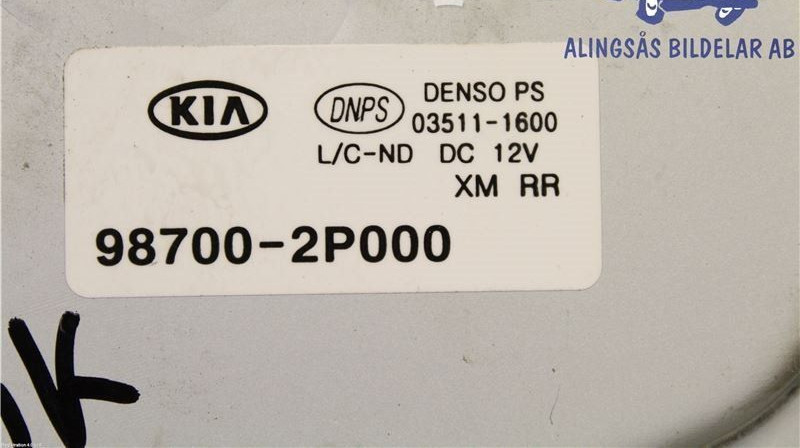 ALINGSÅS BILDELAR AB
KIA
DNPS
DENSO PS
03511-1600
L/C-ND DC 12V
XM RR
98700-2P000